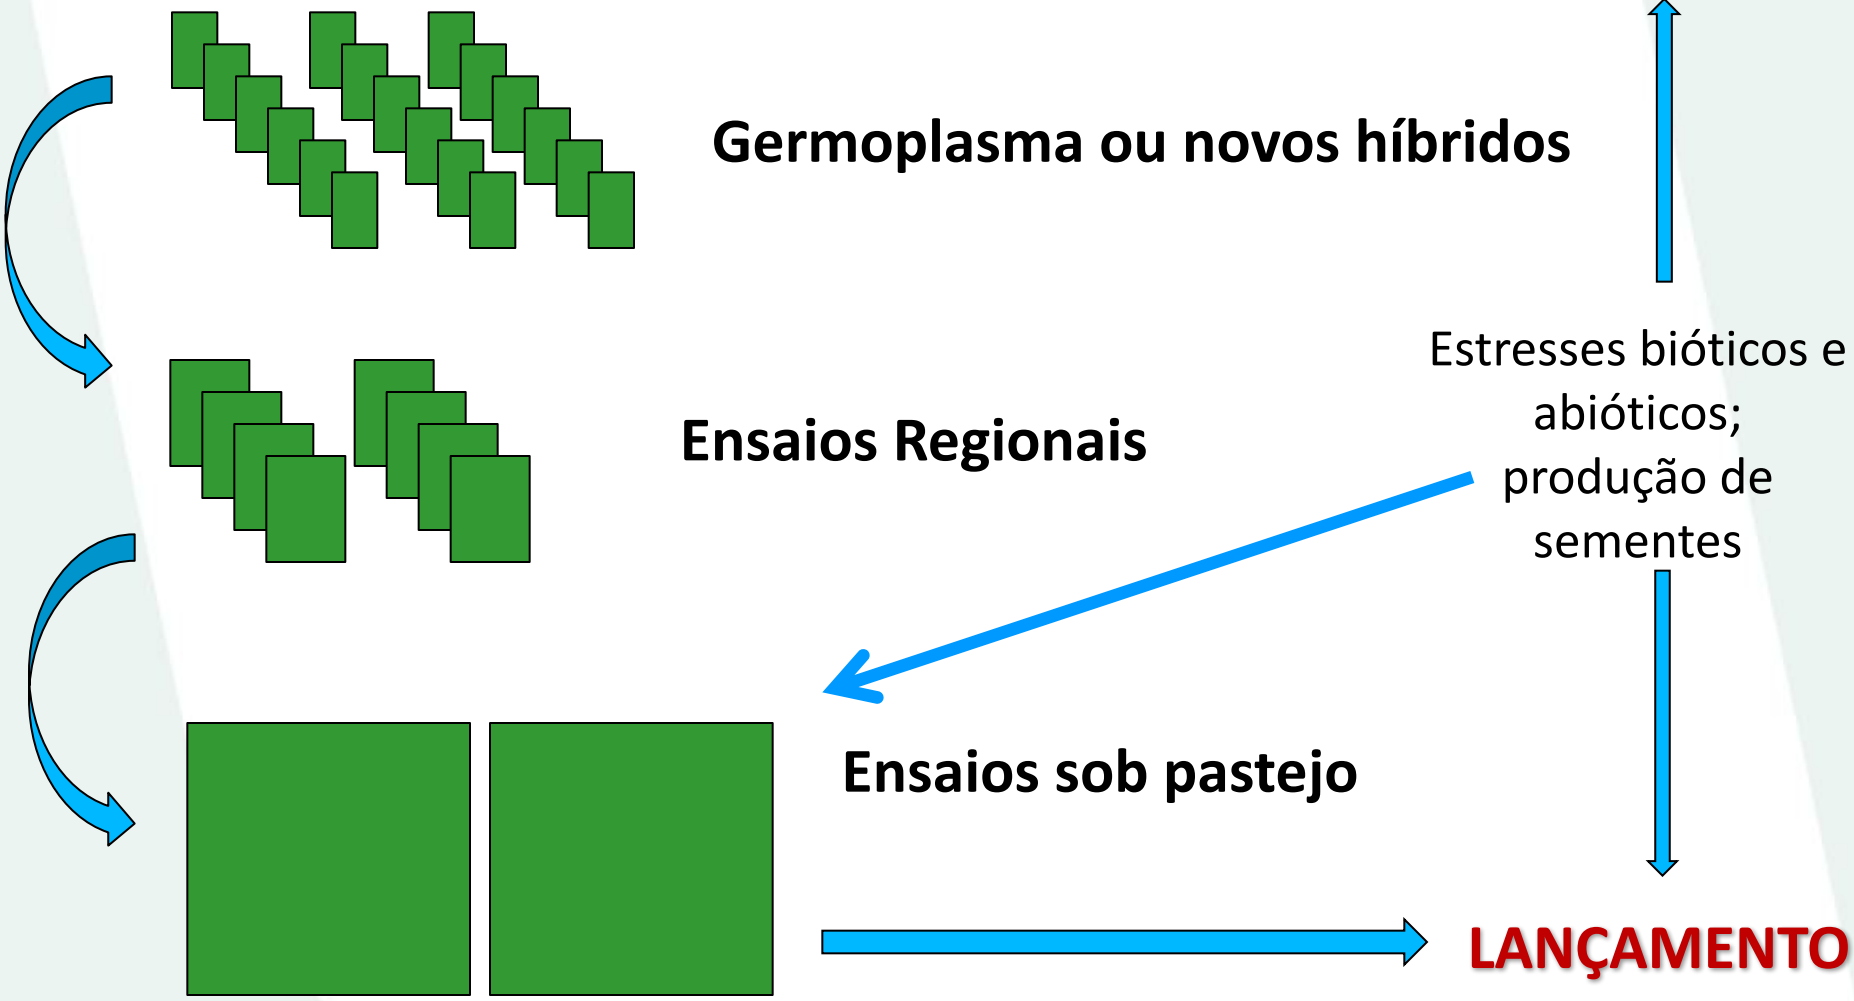 Germoplasma ou novos híbridos
Estresses bióticos e
abióticos;
produção de
sementes
Ensaios Regionais
Ensaios sob pastejo
LANÇAMENTO